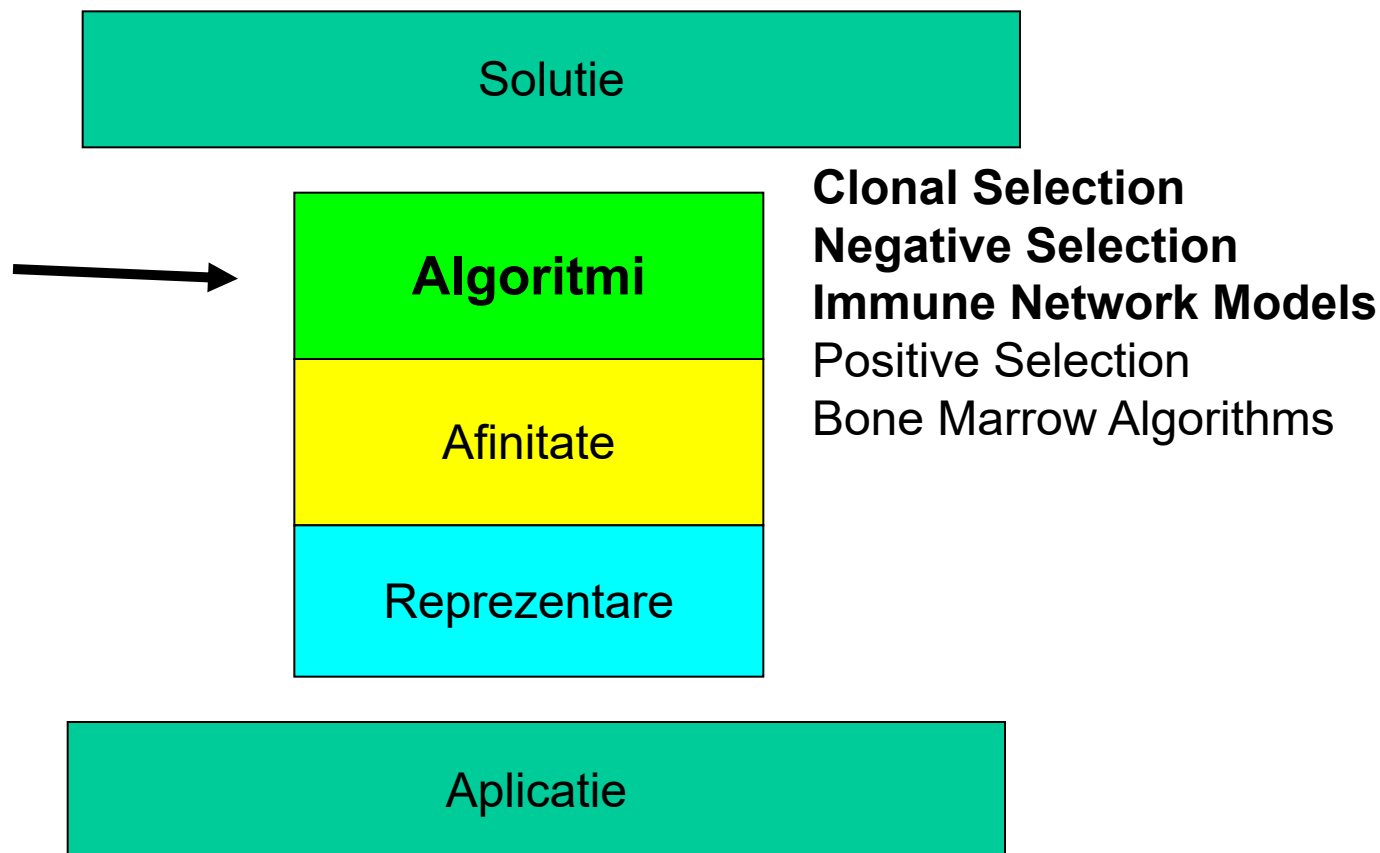 Solutie
Algoritmi
Clonal Selection
Negative Selection
Immune Network Models
Positive Selection
Bone Marrow Algorithms
Afinitate
Reprezentare
Aplicatie